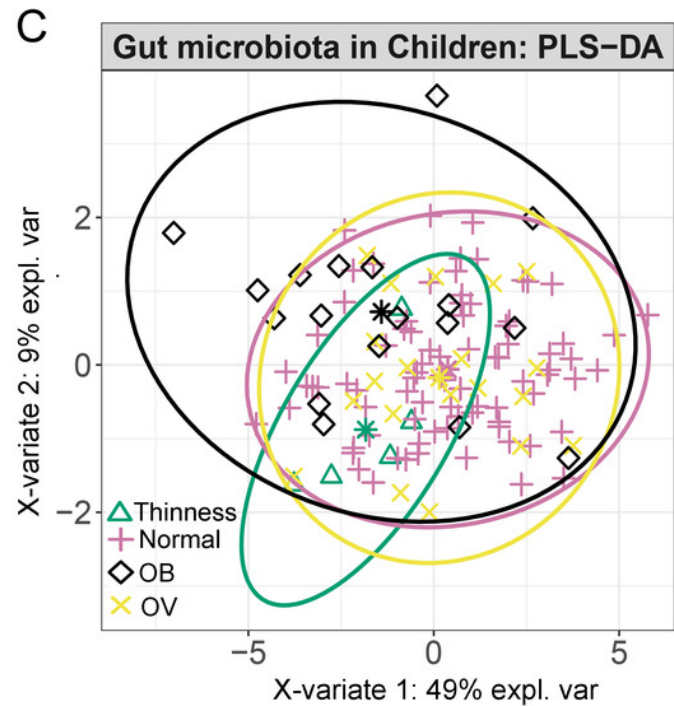 C
Gut microbiota in Children: PLS−DA
X-variate 2: 9% expl. var
2
0
−2
Thinness
Normal
OB
OV
−5
0
5
X-variate 1: 49% expl. var